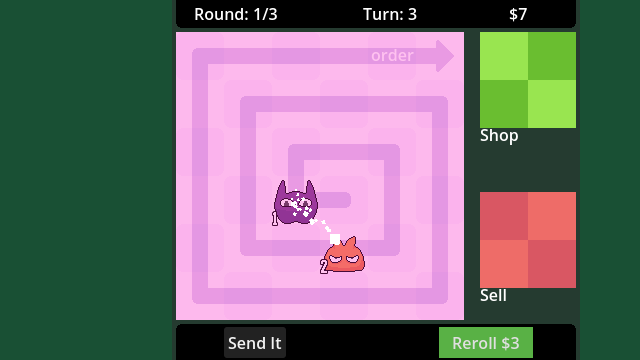 Round: 1/3
Turn: 3
$7
order
Shop
1
2
Sell
Send It
Reroll $3